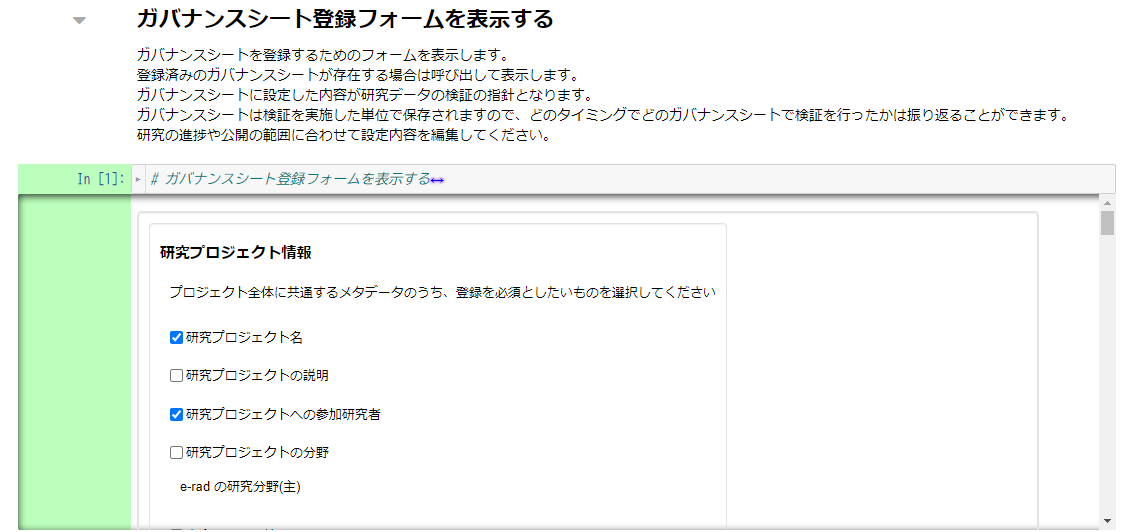 ガバナンスシート登録フォームを表示する
ガバナンスシートを登録するためのフォームを表示します。
登録済みのガバナンスシートが存在する場合は呼び出して表示します。
ガバナンスシートに設定した内容が研究データの検証の指針となります。
ガバナンスシートは検証を実施した単位で保存されますので、どのタイミングでどのガバナンスシートで検証を行ったかは振り返ることができます。
研究の進捗や公開の範囲に合わせて設定内容を編集してください。
In [1]: # ガバナンスシート登録フォームを表示する
研究プロジェクト情報
プロジェクト全体に共通するメタデータのうち、登録を必須としたいものを選択してください
研究プロジェクト名
研究プロジェクトの説明
研究プロジェクトへの参加研究者
研究プロジェクトの分野
e-rad の研究分野(主)